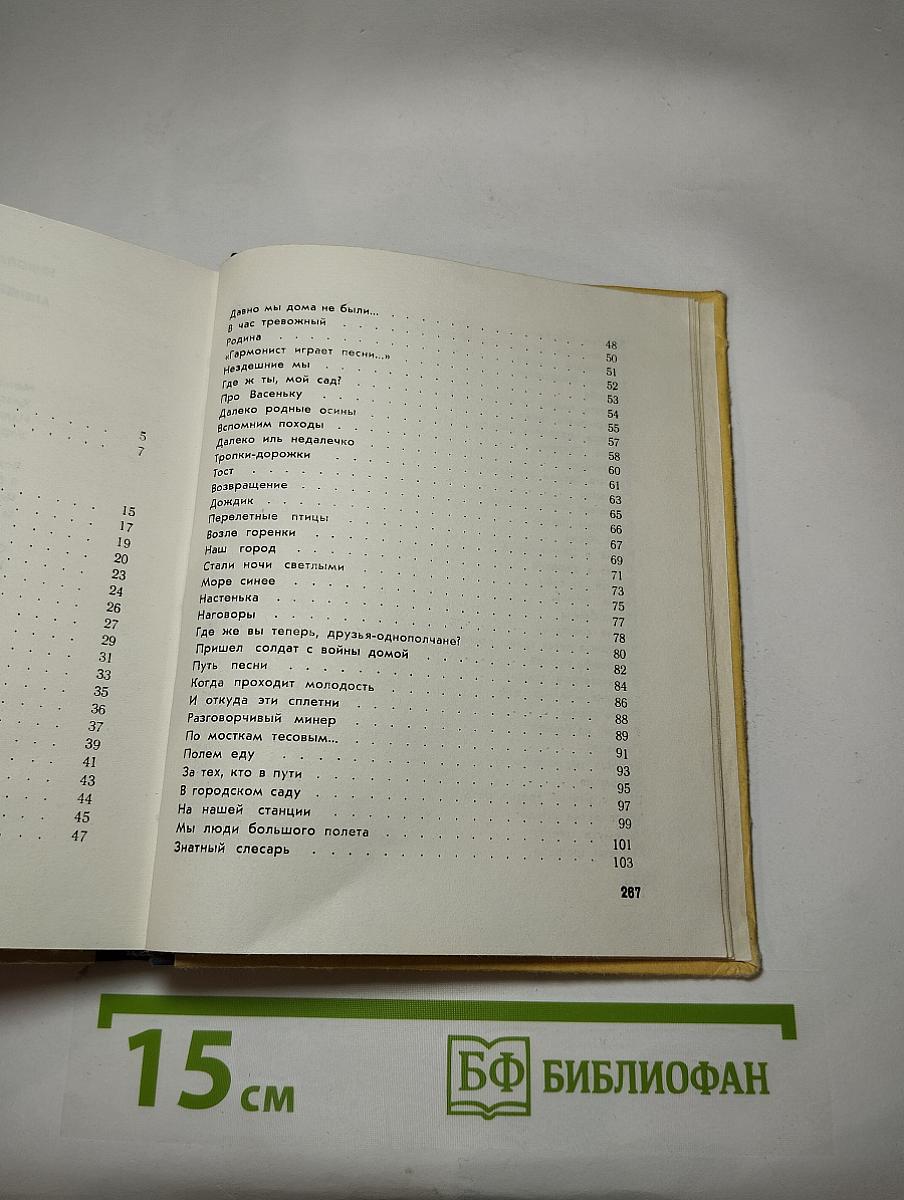 5
7
15
17
19
20
23
24
26
27
29
31
33
35
36
37
39
41
43
44
45
47
Давно мы дома не были... 48
В час тревожный 50
Родина 51
«Гармонист играет песни...» 52
Нездешние мы 53
Где ж ты, мой сад? 54
Про Васеньку 55
Далеко родные осины 57
Вспомним походы 58
Далеко иль недалечко 60
Тропки-дорожки 61
Тост 63
Возвращение 65
Дождик 66
Перелетные птицы 67
Возле горенки 69
Наш город 71
Стали ночи светлыми 73
Море синее 75
Настенька 77
Наговоры 78
Где же вы теперь, друзья-однополчане? 80
Пришел солдат с войны домой 82
Путь песни 84
Когда проходит молодость 86
И откуда эти сплетни 88
Разговорчивый минер 89
По мосткам тесовым... 91
Полем еду 93
За тех, кто в пути 95
В городском саду 97
На нашей станции 99
Мы люди большого полета 101
Знатный слесарь 103
267
15 см
БФ БИБЛИОФАН